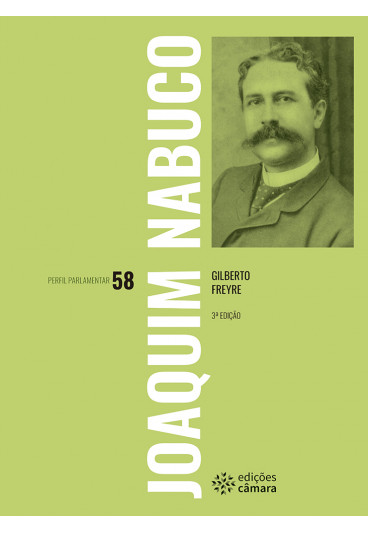 JOAQUIM NABUCO
PERFIL PARLAMENTAR 58
GILBERTO
FREYRE
3ª EDIÇÃO
edições
câmara